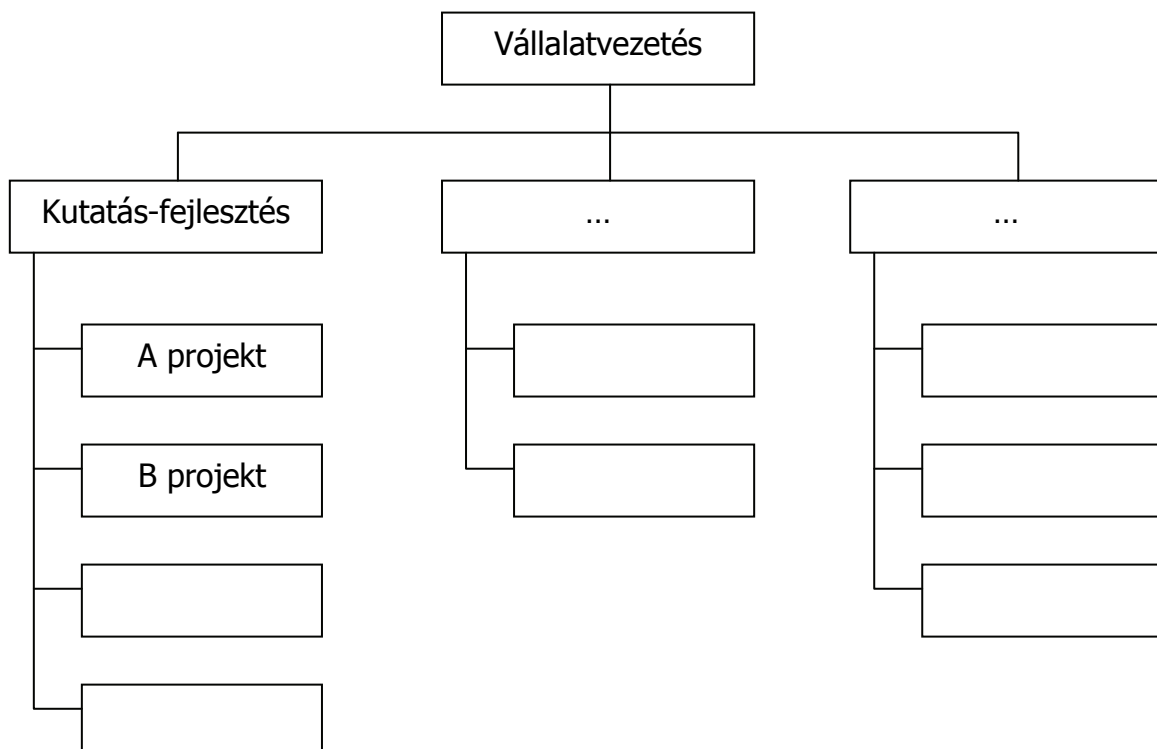 Vállalatvezetés
Kutatás-fejlesztés
...
...
A projekt
B projekt